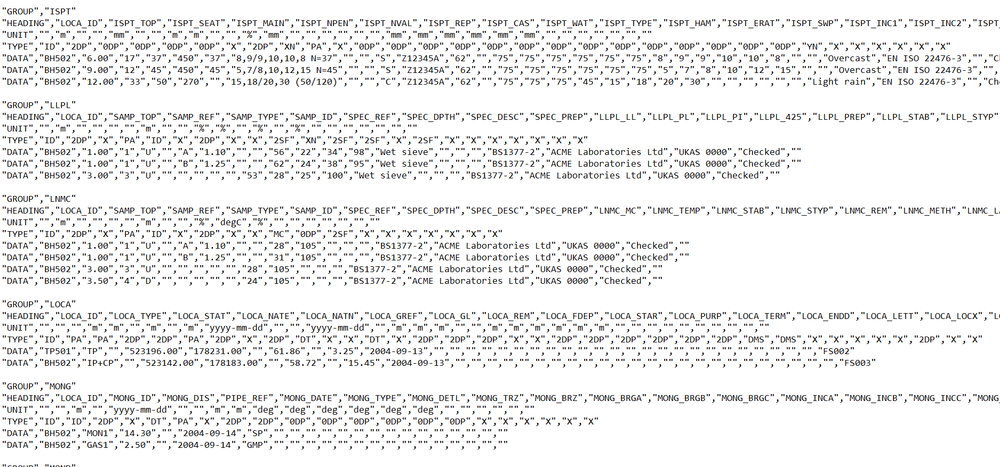 "GROUP","ISPT"
"HEADING","LOCA_ID","ISPT_TOP","ISPT_SEAT","ISPT_MAIN","ISPT_NPEN","ISPT_NVAL","ISPT_REP","ISPT_CAS","ISPT_WAT","ISPT_TYPE","ISPT_HAM","ISPT_ERAT","ISPT_SWP","ISPT_INC1","ISPT_INC2","ISPT_
"UNIT","","m","","","mm","","","m","m","","","%","mm","","","","","","","mm","mm","mm","mm","mm","mm","","","","","","",""
"TYPE","ID","2DP","0DP","0DP","0DP","0DP","X","2DP","XN","PA","X","0DP","0DP","0DP","0DP","0DP","0DP","0DP","0DP","0DP","0DP","0DP","0DP","0DP","0DP","YN","X","X","X","X","X","X"
"DATA","BH502","6.00","17","37","450","37","8,9/9,10,10,8 N=37","","","S","Z12345A","62","","75","75","75","75","75","75","8","9","9","10","10","8","","","Overcast","EN ISO 22476-3","","C
"DATA","BH502","9.00","12","45","450","45","5,7/8,10,12,15 N=45","","","S","Z12345A","62","","75","75","75","75","75","75","5","7","8","10","12","15","","","Overcast","EN ISO 22476-3","",
"DATA","BH502","12.00","33","50","270","","15,18/20,30 (50/120)","","","C","Z12345A","62","","75","75","75","45","15","18","20","30","","","","","","","Light rain","EN ISO 22476-3","","Ch
"GROUP","LLPL"
"HEADING","LOCA_ID","SAMP_TOP","SAMP_REF","SAMP_TYPE","SAMP_ID","SPEC_REF","SPEC_DPTH","SPEC_DESC","SPEC_PREP","LLPL_LL","LLPL_PL","LLPL_PI","LLPL_425","LLPL_PREP","LLPL_STAB","LLPL_STYP"
"UNIT","","m","","","","","m","","","%","%","","%","","%","","","","","","",""
"TYPE","ID","2DP","X","PA","ID","X","2DP","X","X","2SF","XN","2SF","2SF","X","2SF","X","X","X","X","X","X","X"
"DATA","BH502","1.00","1","U","","A","1.10","","","56","22","34","98","Wet sieve","","","","BS1377-2","ACME Laboratories Ltd","UKAS 0000","Checked",""
"DATA","BH502","1.00","1","U","","B","1.25","","","62","24","38","95","Wet sieve","","","","BS1377-2","ACME Laboratories Ltd","UKAS 0000","Checked",""
"DATA","BH502","3.00","3","U","","","","","","53","28","25","100","Wet sieve","","","","BS1377-2","ACME Laboratories Ltd","UKAS 0000","Checked",""
"GROUP","LNMC"
"HEADING","LOCA_ID","SAMP_TOP","SAMP_REF","SAMP_TYPE","SAMP_ID","SPEC_REF","SPEC_DPTH","SPEC_DESC","SPEC_PREP","LNMC_MC","LNMC_TEMP","LNMC_STAB","LNMC_STYP","LNMC_REM","LNMC_METH","LNMC_LA
"UNIT","","m","","","","","m","","","%","degC","%","","","","","","",""
"TYPE","ID","2DP","X","PA","ID","X","2DP","X","X","MC","0DP","2SF","X","X","X","X","X","X","X"
"DATA","BH502","1.00","1","U","","A","1.10","","","28","105","","","","BS1377-2","ACME Laboratories Ltd","UKAS 0000","Checked",""
"DATA","BH502","1.00","1","U","","B","1.25","","","31","105","","","","BS1377-2","ACME Laboratories Ltd","UKAS 0000","Checked",""
"DATA","BH502","3.00","3","U","","","","","","28","105","","","","BS1377-2","ACME Laboratories Ltd","UKAS 0000","Checked",""
"DATA","BH502","3.50","4","D","","","","","","24","105","","","","BS1377-2","ACME Laboratories Ltd","UKAS 0000","Checked",""
"GROUP","LOCA"
"HEADING","LOCA_ID","LOCA_TYPE","LOCA_STAT","LOCA_NATE","LOCA_NATN","LOCA_GREF","LOCA_GL","LOCA_REM","LOCA_FDEP","LOCA_STAR","LOCA_PURP","LOCA_TERM","LOCA_ENDD","LOCA_LETT","LOCA_LOCX","LO
"UNIT","","","","m","m","","m","","m","yyyy-mm-dd","","","yyyy-mm-dd","","m","m","m","","","m","m","m","m","m","m","","","","","","","","","",""
"TYPE","ID","PA","PA","2DP","2DP","PA","2DP","X","2DP","DT","X","X","DT","X","2DP","2DP","2DP","X","X","2DP","2DP","2DP","2DP","2DP","2DP","DMS","DMS","X","X","X","X","X","2DP","X","X"
"DATA","TP501","TP","","523196.00","178231.00","","61.86","","3.25","2004-09-13","","","","","","","","","","","","","","","","","","","","","","","","","FS002"
"DATA","BH502","IP+CP","","523142.00","178183.00","","58.72","","15.45","2004-09-13","","","","","","","","","","","","","","","","","","","","","","","","","FS003"
"GROUP","MONG"
"HEADING","LOCA_ID","MONG_ID","MONG_DIS","PIPE_REF","MONG_DATE","MONG_TYPE","MONG_DETL","MONG_TRZ","MONG_BRZ","MONG_BRGA","MONG_BRGB","MONG_BRGC","MONG_INCA","MONG_INCB","MONG_INCC","MONG_
"UNIT","","","m","","yyyy-mm-dd","","","m","m","deg","deg","deg","deg","deg","deg","","","","","",""
"TYPE","ID","ID","2DP","X","DT","PA","X","2DP","2DP","0DP","0DP","0DP","0DP","0DP","0DP","X","X","X","X","X","X"
"DATA","BH502","MON1","14.30","","2004-09-14","SP","","","","","","","","","","","","","","",""
"DATA","BH502","GAS1","2.50","","2004-09-14","GMP","","","","","","","","","","","","","","",""
"GROUP","MOND"